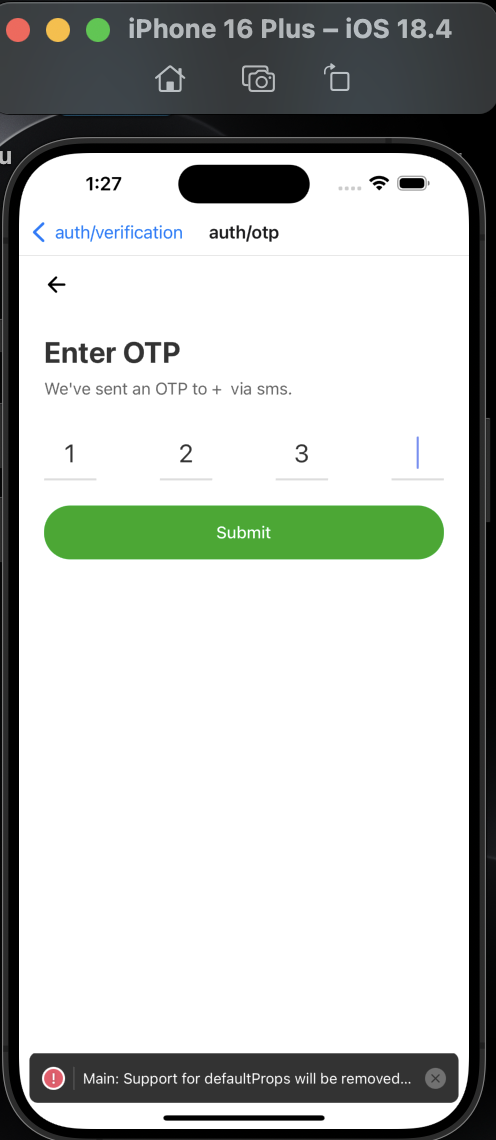 iPhone 16 Plus – iOS 18.4
u
1:27
auth/verification auth/otp
Enter OTP
We've sent an OTP to +  via sms.
1 2 3
Submit
Main: Support for defaultProps will be removed...